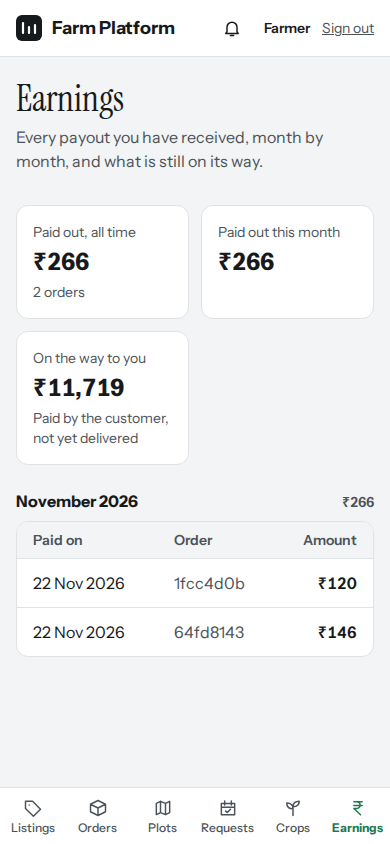 Farm Platform
Farmer
Sign out
Earnings
Every payout you have received, month by
month, and what is still on its way.
Paid out, all time
₹266
2 orders
Paid out this month
₹266
On the way to you
₹11,719
Paid by the customer,
not yet delivered
November 2026
₹266
Paid on Order Amount
22 Nov 2026 1fcc4d0b ₹120
22 Nov 2026 64fd8143 ₹146
Listings Orders Plots Requests Crops Earnings